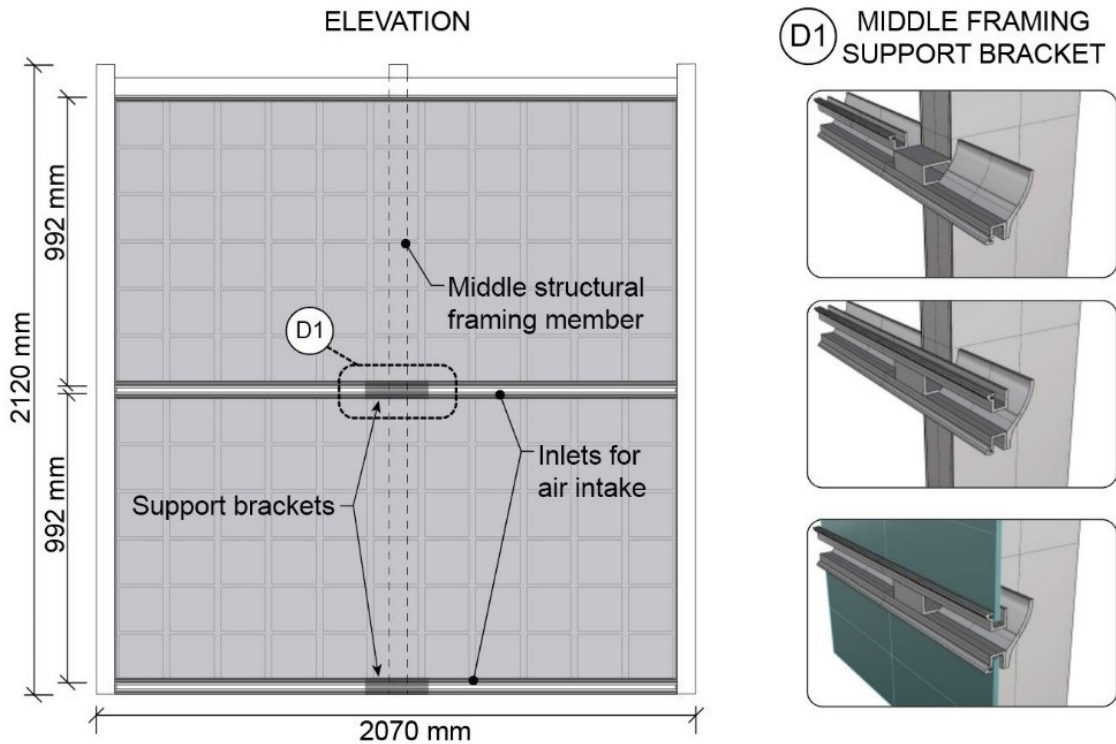 ELEVATION
D1
MIDDLE FRAMING
SUPPORT BRACKET
2120 mm
992 mm
992 mm
Middle structural
framing member
D1
Support brackets
Inlets for
air intake
2070 mm